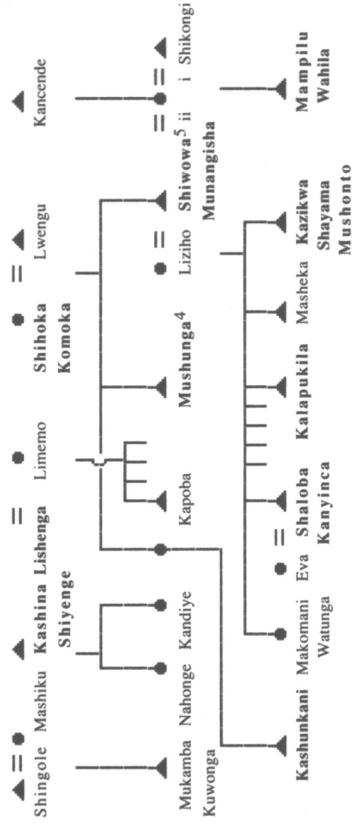 Shingole Mashiku Kashina Lishenga Limemo Shihoka Lwengu Kancende
Shiyenge Komoka
Mukamba Nahonge Kandiye Kapoba Mushunga4 Liziho Shiwowa5 ii i Shikongi
Kuwonga Munangisha
Kashunkani Makomani Eva Shaloba Kalapukila Masheka Kazikwa Mampilu
Watunga Kanyinca Shayama Wahila
Mushonto